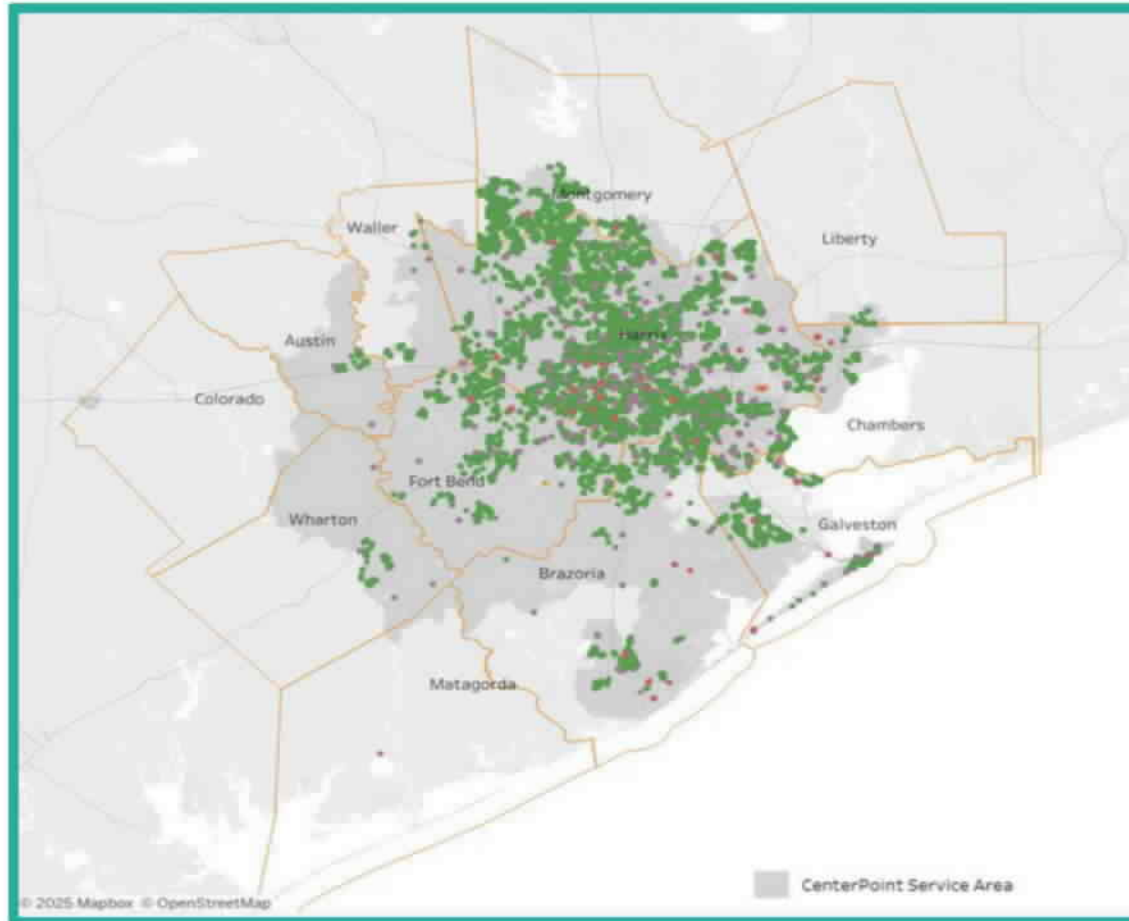 Montgomery
Waller
Liberty
Harris
Austin
Colorado
Chambers
Fort Bend
Wharton
Galveston
Brazoria
Matagorda
CenterPoint Service Area
© 2025 Mapbox © OpenStreetMap